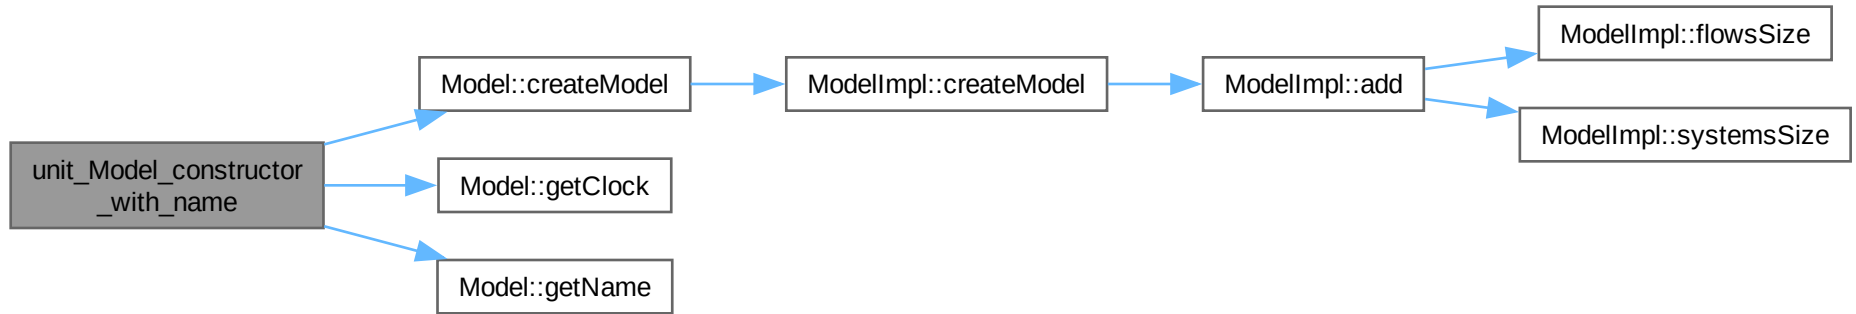 unit_Model_constructor
_with_name
Model::createModel
Model::getClock
Model::getName
ModelImpl::createModel
ModelImpl::add
ModelImpl::flowsSize
ModelImpl::systemsSize